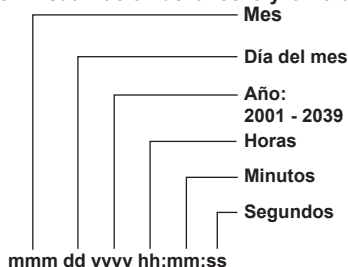 Mes
Día del mes
Año:
2001 - 2039
Horas
Minutos
Segundos
mmm dd yyyy hh:mm:ss